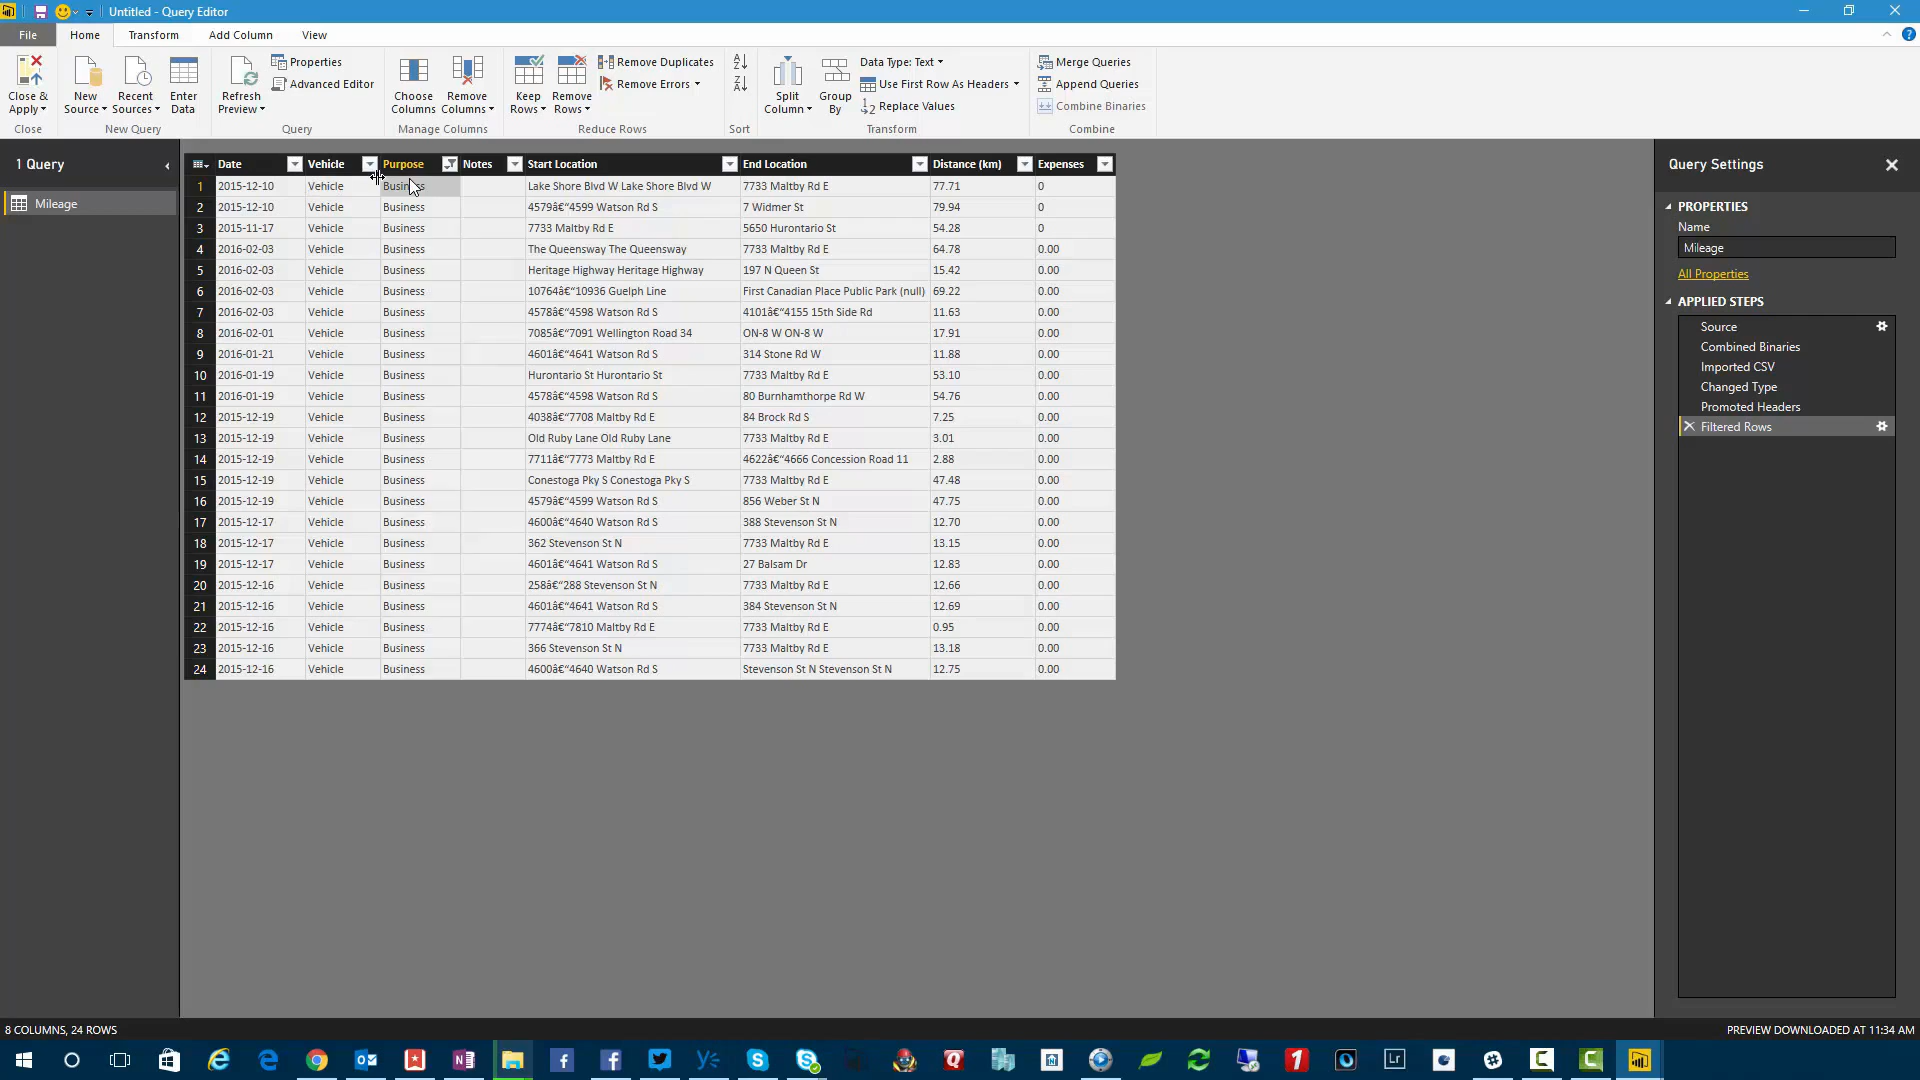 Untitled - Query Editor
File Home Transform Add Column View
Close & Apply
New Source
Recent Sources
Enter Data
Refresh Preview
Properties
Advanced Editor
Choose Columns
Remove Columns
Keep Rows
Remove Rows
Remove Duplicates
Remove Errors
Split Column
Group By
Data Type: Text
Use First Row As Headers
Replace Values
Merge Queries
Append Queries
Combine Binaries
Close New Query Query Manage Columns Reduce Rows Sort Transform Combine
1 Query
Mileage
Date Vehicle Purpose Notes Start Location End Location Distance (km) Expenses
1 2015-12-10 Vehicle Business Lake Shore Blvd W Lake Shore Blvd W 7733 Maltby Rd E 77.71 0
2 2015-12-10 Vehicle Business 4579â€“4599 Watson Rd S 7 Widmer St 79.94 0
3 2015-11-17 Vehicle Business 7733 Maltby Rd E 5650 Hurontario St 54.28 0
4 2016-02-03 Vehicle Business The Queensway The Queensway 7733 Maltby Rd E 64.78 0.00
5 2016-02-03 Vehicle Business Heritage Highway Heritage Highway 197 N Queen St 15.42 0.00
6 2016-02-03 Vehicle Business 10764â€“10936 Guelph Line First Canadian Place Public Park (null) 69.22 0.00
7 2016-02-03 Vehicle Business 4578â€“4598 Watson Rd S 4101â€“4155 15th Side Rd 11.63 0.00
8 2016-02-01 Vehicle Business 7085â€“7091 Wellington Road 34 ON-8 W ON-8 W 17.91 0.00
9 2016-01-21 Vehicle Business 4601â€“4641 Watson Rd S 314 Stone Rd W 11.88 0.00
10 2016-01-19 Vehicle Business Hurontario St Hurontario St 7733 Maltby Rd E 53.10 0.00
11 2016-01-19 Vehicle Business 4578â€“4598 Watson Rd S 80 Burnhamthorpe Rd W 54.76 0.00
12 2015-12-19 Vehicle Business 4038â€“7708 Maltby Rd E 84 Brock Rd S 7.25 0.00
13 2015-12-19 Vehicle Business Old Ruby Lane Old Ruby Lane 7733 Maltby Rd E 3.01 0.00
14 2015-12-19 Vehicle Business 7711â€“7773 Maltby Rd E 4622â€“4666 Concession Road 11 2.88 0.00
15 2015-12-19 Vehicle Business Conestoga Pky S Conestoga Pky S 7733 Maltby Rd E 47.48 0.00
16 2015-12-19 Vehicle Business 4579â€“4599 Watson Rd S 856 Weber St N 47.75 0.00
17 2015-12-17 Vehicle Business 4600â€“4640 Watson Rd S 388 Stevenson St N 12.70 0.00
18 2015-12-17 Vehicle Business 362 Stevenson St N 7733 Maltby Rd E 13.15 0.00
19 2015-12-17 Vehicle Business 4601â€“4641 Watson Rd S 27 Balsam Dr 12.83 0.00
20 2015-12-16 Vehicle Business 258â€“288 Stevenson St N 7733 Maltby Rd E 12.66 0.00
21 2015-12-16 Vehicle Business 4601â€“4641 Watson Rd S 384 Stevenson St N 12.69 0.00
22 2015-12-16 Vehicle Business 7774â€“7810 Maltby Rd E 7733 Maltby Rd E 0.95 0.00
23 2015-12-16 Vehicle Business 366 Stevenson St N 7733 Maltby Rd E 13.18 0.00
24 2015-12-16 Vehicle Business 4600â€“4640 Watson Rd S Stevenson St N Stevenson St N 12.75 0.00
Query Settings
PROPERTIES
Name
Mileage
All Properties
APPLIED STEPS
Source
Combined Binaries
Imported CSV
Changed Type
Promoted Headers
Filtered Rows
8 COLUMNS, 24 ROWS
PREVIEW DOWNLOADED AT 11:34 AM